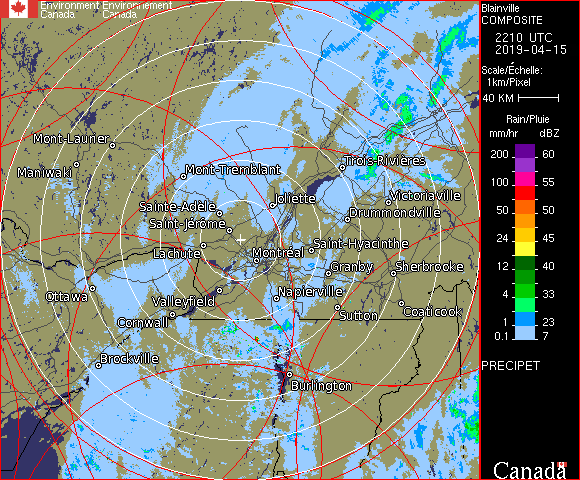 Environment Environnement
Canada Canada
Mont-Laurier
Maniwaki
Mont-Tremblant
Trois-Rivières
Sainte-Adèle
Joliette
Victoriaville
Saint-Jérôme
Drummondville
Lachute
Montréal
Saint-Hyacinthe
Granby
Sherbrooke
Ottawa
Valleyfield
Napierville
Cornwall
Sutton
Coaticook
Brockville
Burlington
Blainville
COMPOSITE
2210 UTC
2019-04-15
Scale/Échelle:
1km/Pixel
40 KM
Rain/Pluie
mm/hr dBZ
200 60
150 57
100 55
50 50
24 45
12 40
4 33
1 23
0.1 7
PRECIPET
Canada